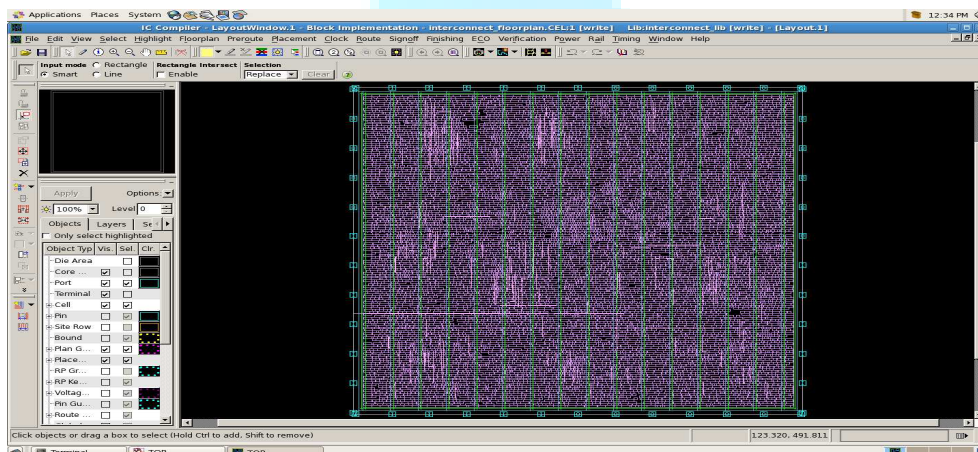 Applications Places System 12:34 PM
IC Compiler - LayoutWindow.1 - Block Implementation - interconnect_floorplan.CEL;1 [write] Lib:interconnect_lib [write] - [Layout.1]
File Edit View Select Highlight Floorplan Preroute Placement Clock Route Signoff Finishing ECO Verification Power Rail Timing Window Help
Input mode Rectangle Rectangle Intersect Selection
Smart Line Enable Replace Clear
Apply Options:
100% Level 0
Objects Layers Se
Only select highlighted
Object Typ Vis. Sel. Clr.
Die Area
Core ...
Port
Terminal
Cell
Pin
Site Row
Bound
Plan G...
Place...
RP Gr...
RP Ke...
Voltag...
Pin Gu...
Route ...
Click objects or drag a box to select (Hold Ctrl to add, Shift to remove) 123.320, 491.811
Terminal TOP TOP